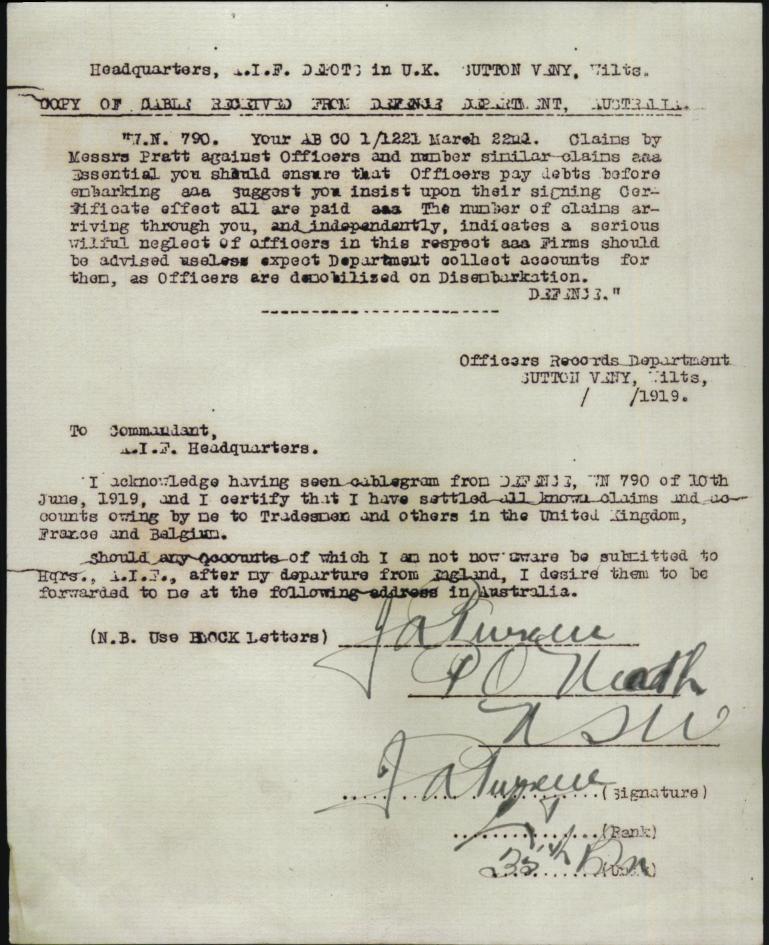 Headquarters, A.I.F. DEPOTS in U.K. SUTTON VENY, Wilts.
COPY OF CABLE RECEIVED FROM DEFENCE DEPARTMENT, AUSTRALIA.
"W.N. 790. Your AB CO 1/1221 March 22nd. Claims by
Messrs Pratt against Officers and number similar claims aaa
Essential you should ensure that Officers pay debts before
embarking aaa suggest you insist upon their signing Cer-
tificate effect all are paid aaa The number of claims ar-
riving through you, and independently, indicates a serious
wilful neglect of officers in this respect aaa Firms should
be advised useless expect Department collect accounts for
them, as Officers are demobilised on Disembarkation.
DEFENCE."
Officers Records Department
SUTTON VENY, Wilts,
/ /1919.
To Commandant,
A.I.F. Headquarters.
I acknowledge having seen cablegram from DEFENCE, WN 790 of 10th
June, 1919, and I certify that I have settled all known claims and ac-
counts owing by me to Tradesmen and others in the United Kingdom,
France and Belgium.
Should any accounts of which I am not now aware be submitted to
Hqrs., A.I.F., after my departure from England, I desire them to be
forwarded to me at the following address in Australia.
(N.B. Use BLOCK Letters)
P O Neath
N S W
(Signature)
(Rank)
35th Bn (Unit)